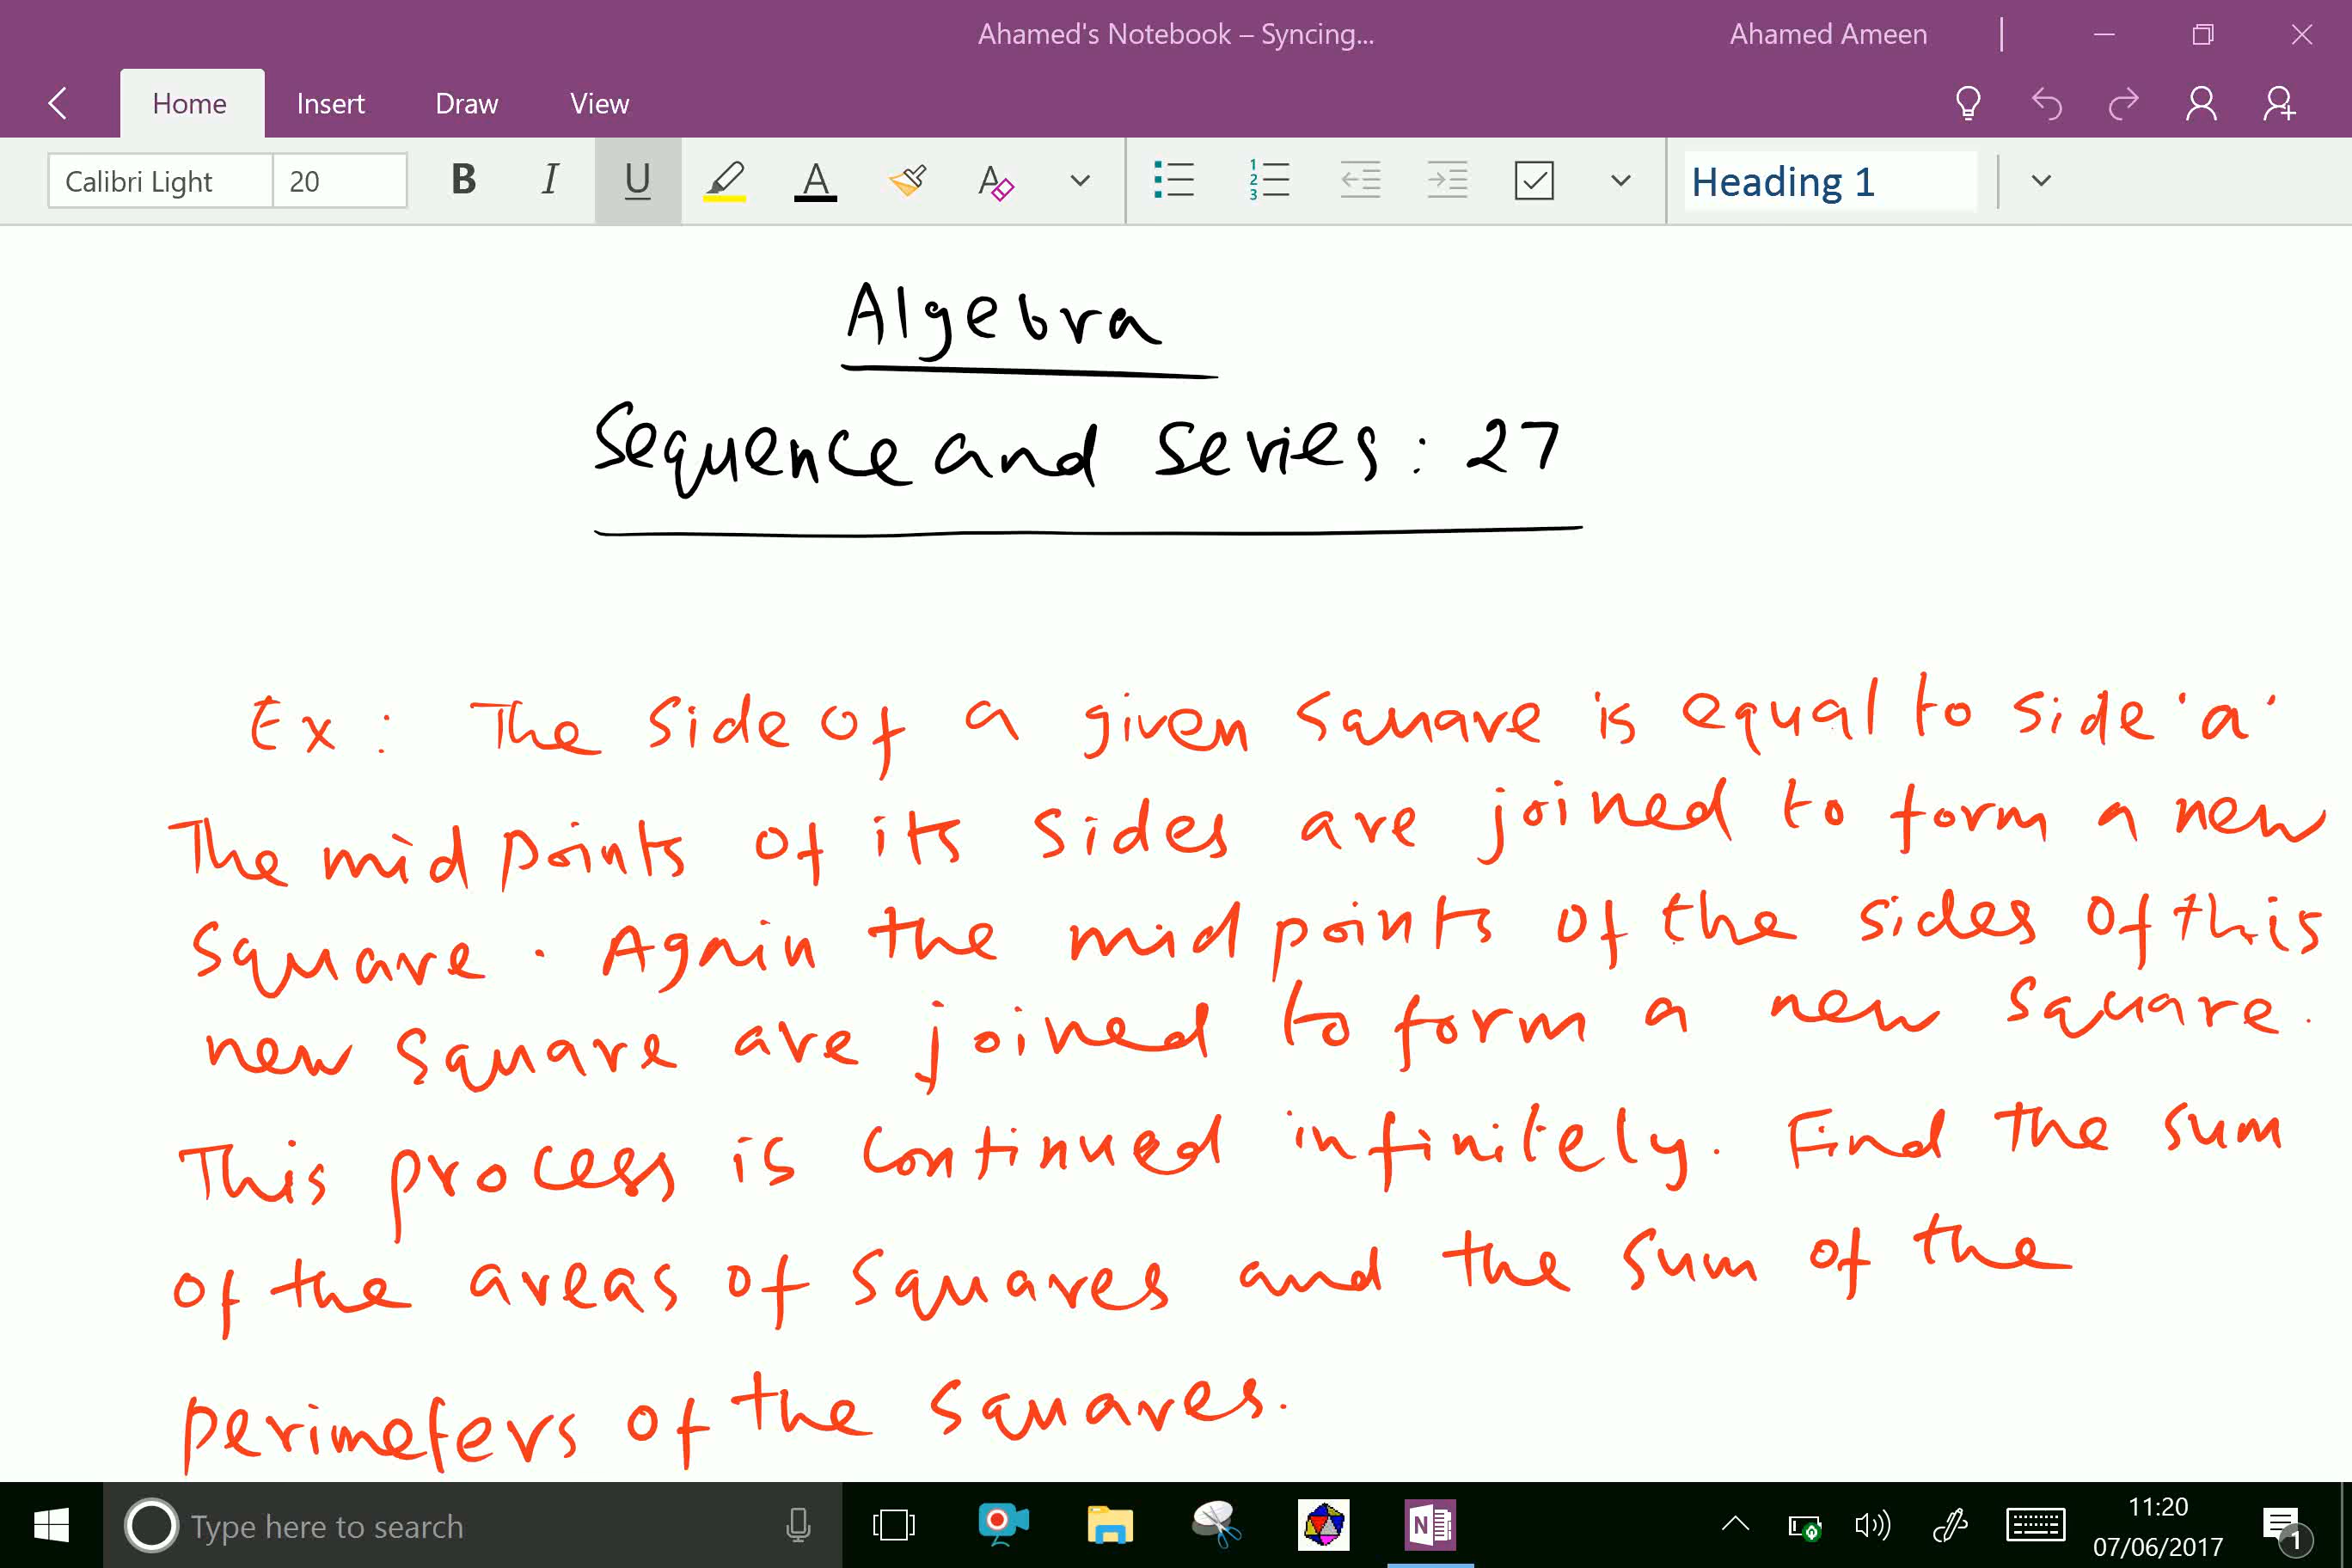 Ahamed's Notebook – Syncing...
Ahamed Ameen
Home Insert Draw View
Calibri Light 20 B I U A A Heading 1
Algebra
Sequence and series : 27
Ex : The side of a given square is equal to side 'a'
The mid points of its sides are joined to form a new
square. Again the mid points of the sides of this
new square are joined to form a new square.
This process is continued infinitely. Find the sum
of the areas of squares and the sum of the
perimeters of the squares.
Type here to search
N
11:20
07/06/2017
1